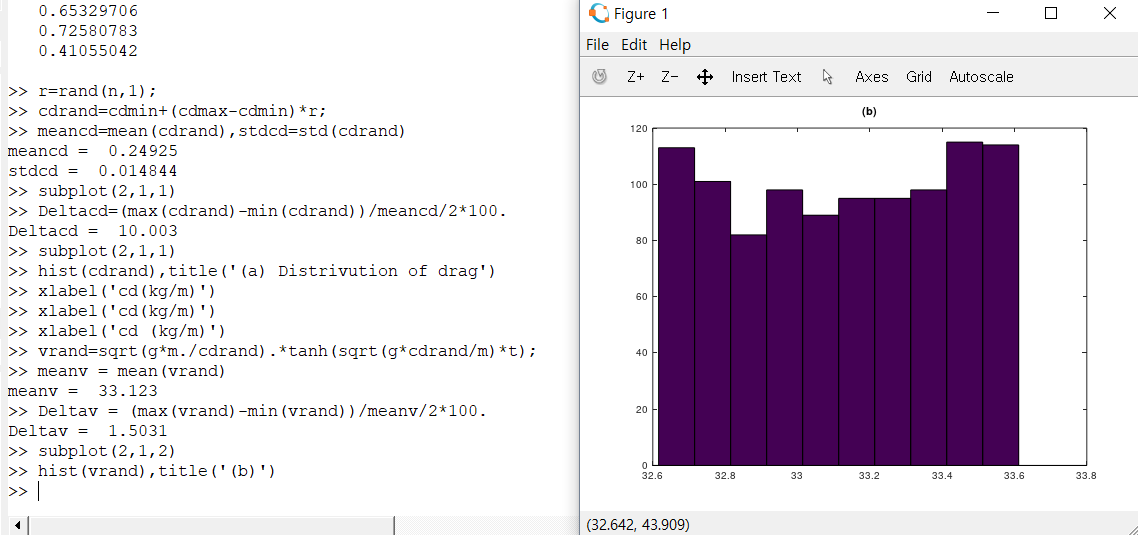 0.65329706
0.72580783
0.41055042
>> r=rand(n,1);
>> cdrand=cdmin+(cdmax-cdmin)*r;
>> meancd=mean(cdrand),stdcd=std(cdrand)
meancd =  0.24925
stdcd =  0.014844
>> subplot(2,1,1)
>> Deltacd=(max(cdrand)-min(cdrand))/meancd/2*100.
Deltacd =  10.003
>> subplot(2,1,1)
>> hist(cdrand),title('(a) Distrivution of drag')
>> xlabel('cd(kg/m)')
>> xlabel('cd(kg/m)')
>> xlabel('cd (kg/m)')
>> vrand=sqrt(g*m./cdrand).*tanh(sqrt(g*cdrand/m)*t);
>> meanv = mean(vrand)
meanv =  33.123
>> Deltav = (max(vrand)-min(vrand))/meanv/2*100.
Deltav =  1.5031
>> subplot(2,1,2)
>> hist(vrand),title('(b)')
>>
Figure 1
File Edit Help
Z+ Z− Insert Text Axes Grid Autoscale
(b)
120
100
80
60
40
20
0
32.6 32.8 33 33.2 33.4 33.6 33.8
(32.642, 43.909)